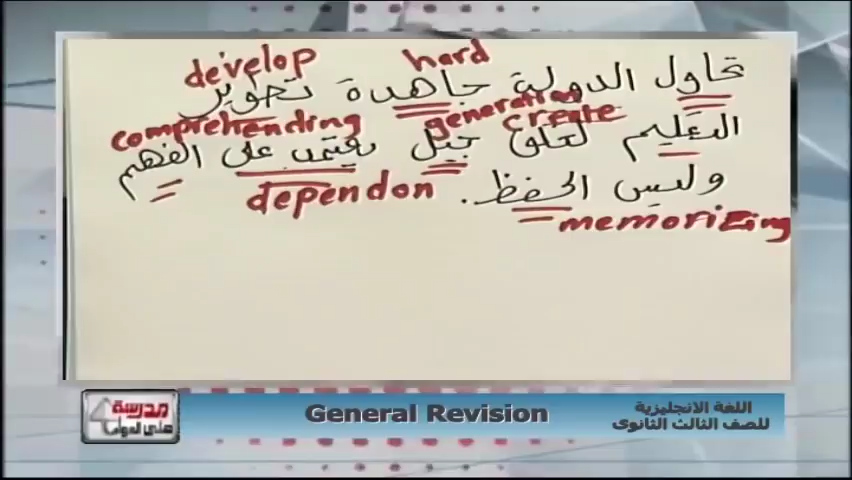 develop hard
تحاول الدولة جاهدة تطوير
comprehending generation create
التعليم لخلق جيل يعتمد على الفهم
dependon
وليس الحفظ.
memorizing
مدرسة
على الهواء
General Revision
اللغة الانجليزية
للصف الثالث الثانوى